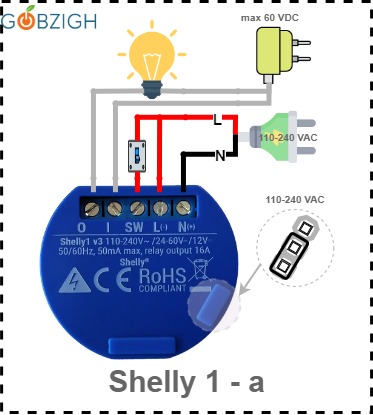 GOBZIGH
max 60 VDC
L
110-240 VAC
N
110-240 VAC
O I SW L(-) N(+)
Shelly1 v3 110-240V~ /24-60V⎓/12V⎓
50/60Hz, 50mA max, relay output 16A
Shelly®
CE RoHS
COMPLIANT
Shelly 1 - a